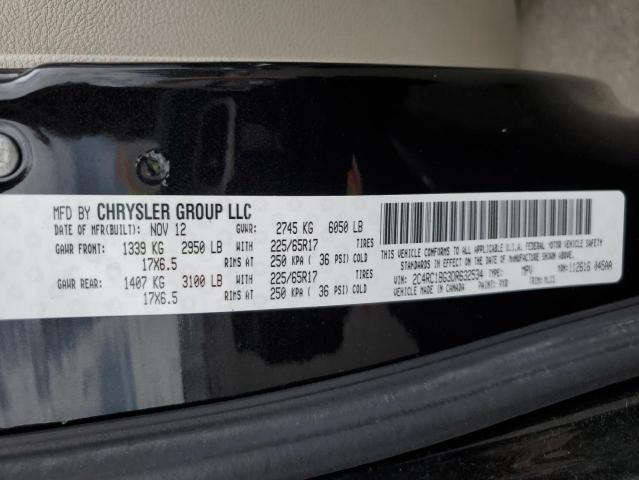 MFD BY CHRYSLER GROUP LLC
DATE OF MFR(BUILT): NOV 12 GVWR: 2745 KG 6050 LB
GAWR FRONT: 1339 KG 2950 LB WITH 225/65R17 TIRES
17X6.5 RIMS AT 250 KPA ( 36 PSI) COLD
GAWR REAR: 1407 KG 3100 LB WITH 225/65R17 TIRES
17X6.5 RIMS AT 250 KPA ( 36 PSI) COLD
THIS VEHICLE CONFORMS TO ALL APPLICABLE FEDERAL MOTOR VEHICLE SAFETY
STANDARDS IN EFFECT ON THE DATE OF MANUFACTURE SHOWN ABOVE.
VIN: 2C4RC1BG3DR632534 TYPE: MPV MDH: 112616 045AA
VEHICLE MADE IN CANADA PAINT: PXR TRIM: